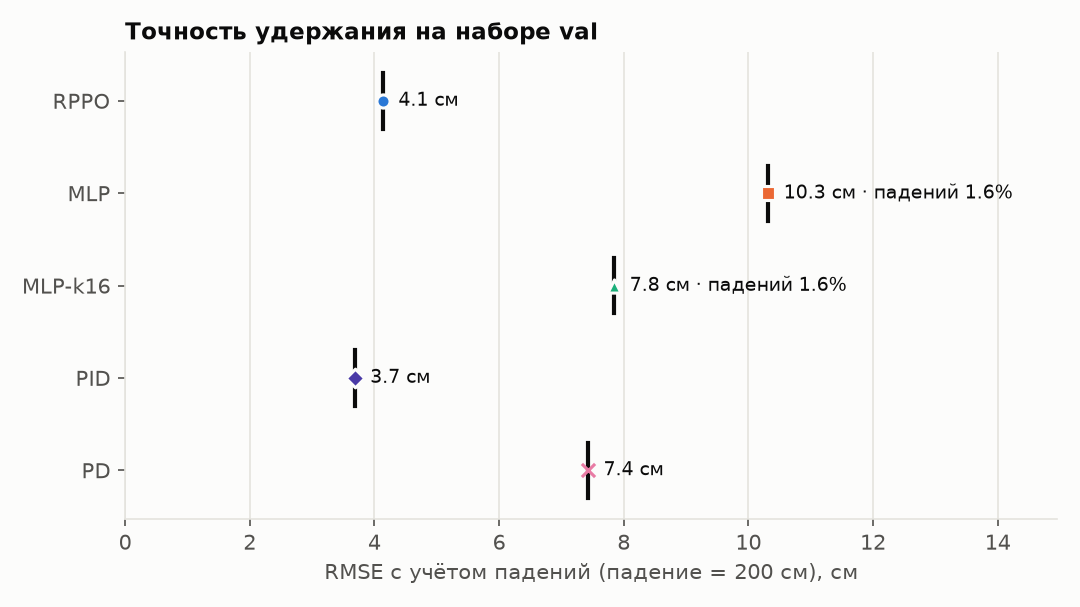 Точность удержания на наборе val
RPPO
4.1 см
MLP
10.3 см · падений 1.6%
MLP-k16
7.8 см · падений 1.6%
PID
3.7 см
PD
7.4 см
0 2 4 6 8 10 12 14
RMSE с учётом падений (падение = 200 см), см